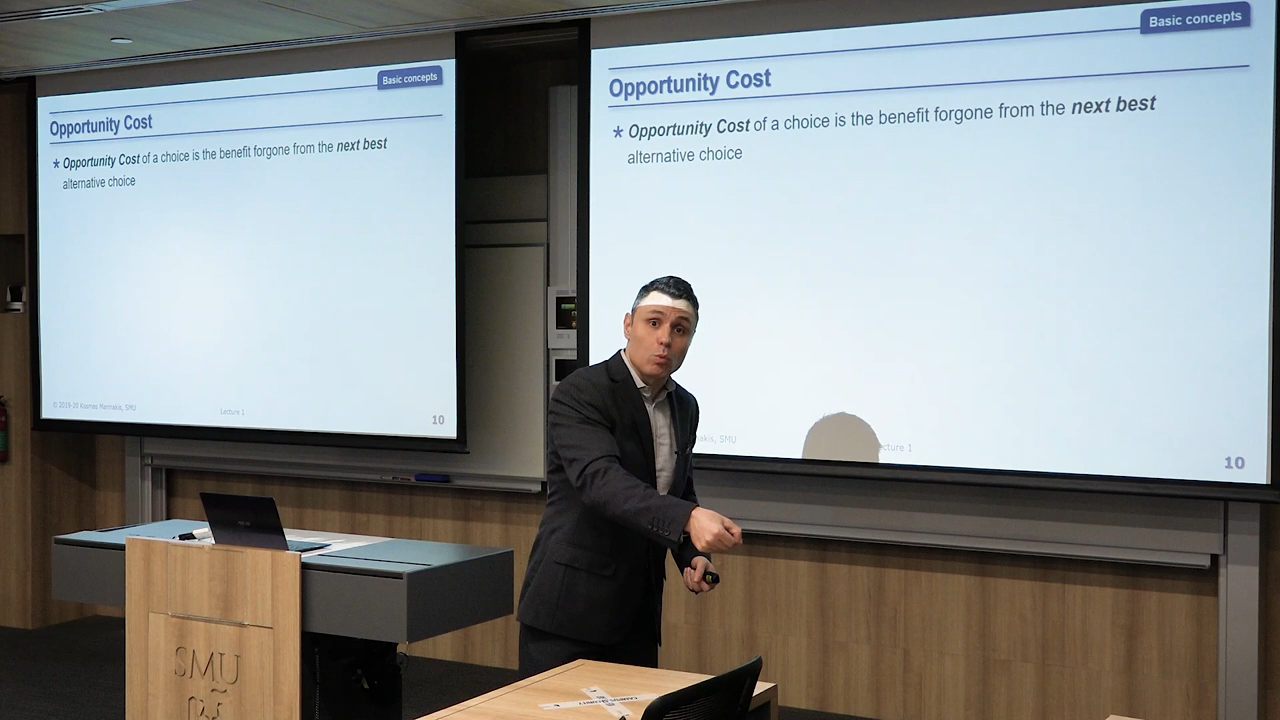 Basic concepts
Opportunity Cost
* Opportunity Cost of a choice is the benefit forgone from the next best
alternative choice
© 2019-20 Kosmas Marinakis, SMU
Lecture 1
10
Basic concepts
Opportunity Cost
* Opportunity Cost of a choice is the benefit forgone from the next best
alternative choice
nakis, SMU
cture 1
10
SMU